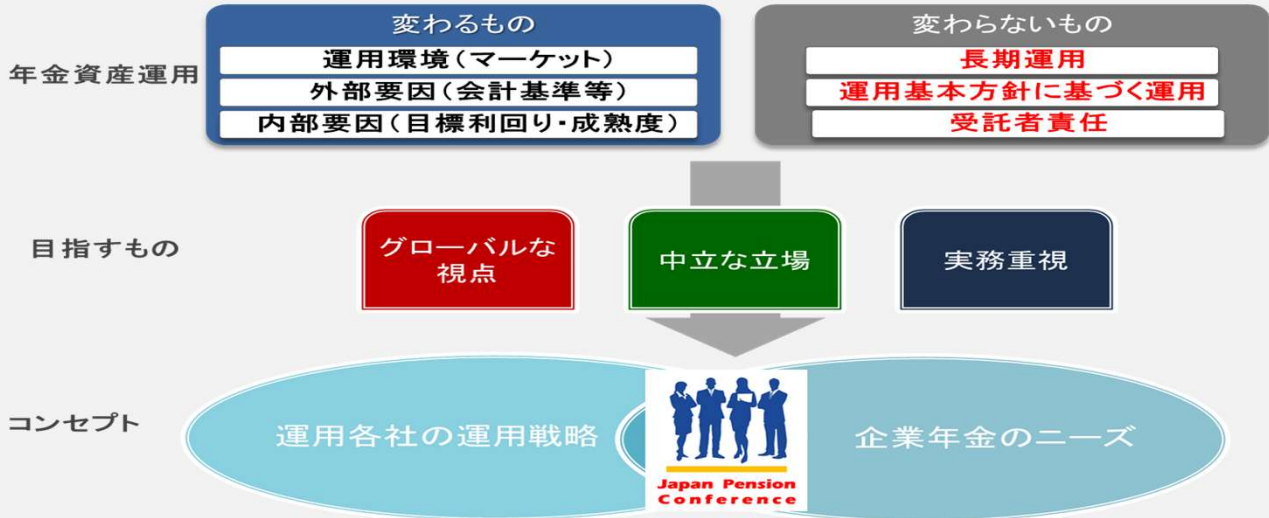 年金資産運用
変わるもの
運用環境(マーケット)
外部要因(会計基準等)
内部要因(目標利回り・成熟度)
変わらないもの
長期運用
運用基本方針に基づく運用
受託者責任
目指すもの
グローバルな
視点
中立な立場
実務重視
コンセプト
運用各社の運用戦略
Japan Pension
Conference
企業年金のニーズ